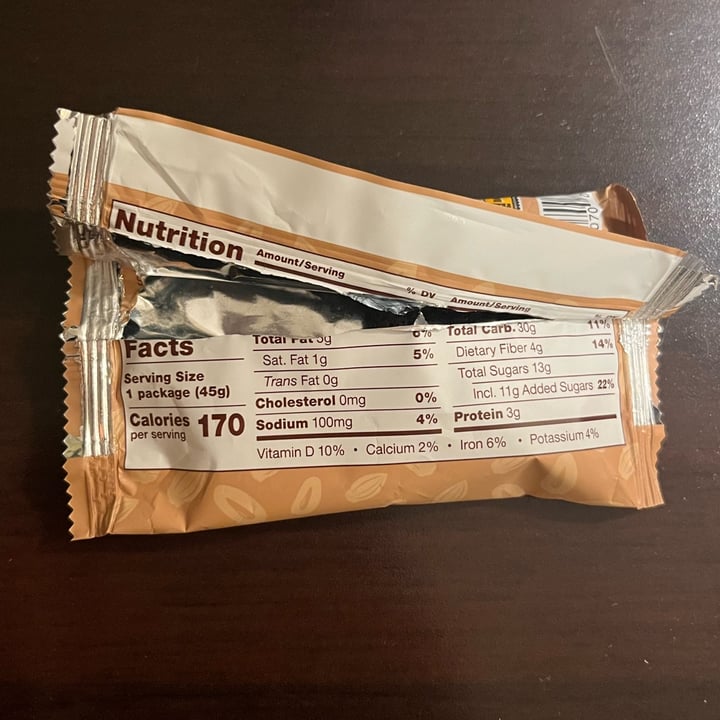 Nutrition
Facts
Serving Size
1 package (45g)
Calories 170
per serving
Amount/Serving % DV
Total Fat 5g 6%
Sat. Fat 1g 5%
Trans Fat 0g
Cholesterol 0mg 0%
Sodium 100mg 4%
Amount/Serving
Total Carb. 30g 11%
Dietary Fiber 4g 14%
Total Sugars 13g
Incl. 11g Added Sugars 22%
Protein 3g
Vitamin D 10% • Calcium 2% • Iron 6% • Potassium 4%
070